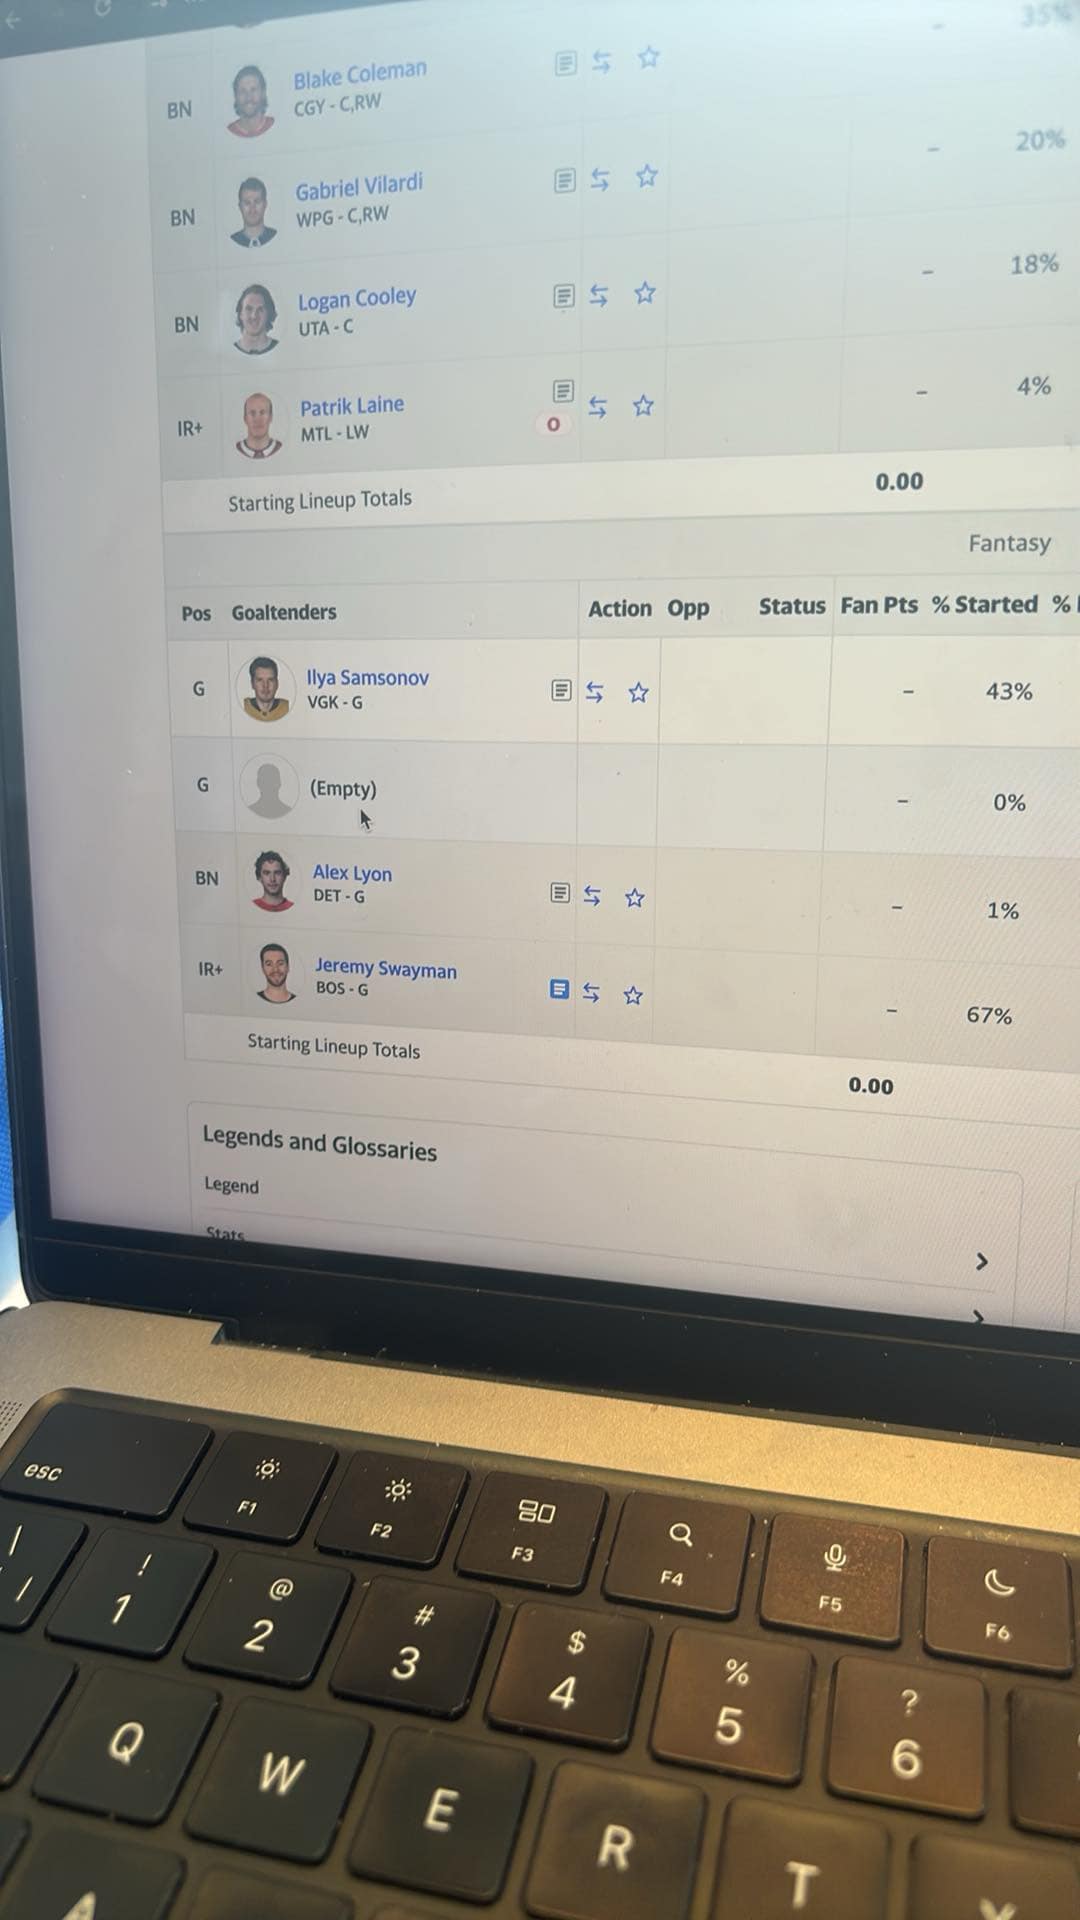 35%
BN Blake Coleman
CGY - C,RW
– 20%
BN Gabriel Vilardi
WPG - C,RW
– 18%
BN Logan Cooley
UTA - C
– 4%
IR+ Patrik Laine
MTL - LW
O
Starting Lineup Totals 0.00
Fantasy
Pos Goaltenders Action Opp Status Fan Pts % Started %
G Ilya Samsonov – 43%
VGK - G
G (Empty) – 0%
BN Alex Lyon – 1%
DET - G
IR+ Jeremy Swayman – 67%
BOS - G
Starting Lineup Totals 0.00
Legends and Glossaries
Legend
Stats
esc F1 F2 F3 F4 F5 F6
! @ # $ % ?
1 2 3 4 5 6
Q W E R T